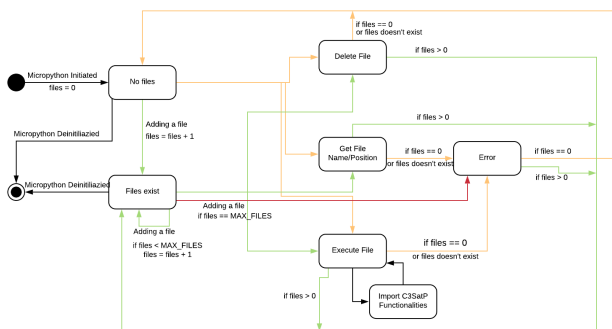 if files == 0
or files doesn't exist
Delete File
if files > 0
Micropython Initiated
files = 0
No files
if files > 0
Adding a file
files = files + 1
Micropython Deinitiliazied
Get File
Name/Position
if files == 0
or files doesn't exist
Error
if files == 0
if files > 0
Micropython Deinitiliazied
Files exist
Adding a file
if files == MAX_FILES
Adding a file
if files < MAX_FILES
files = files + 1
Execute File
if files == 0
or files doesn't exist
if files > 0
Import C3SatP
Functionalities